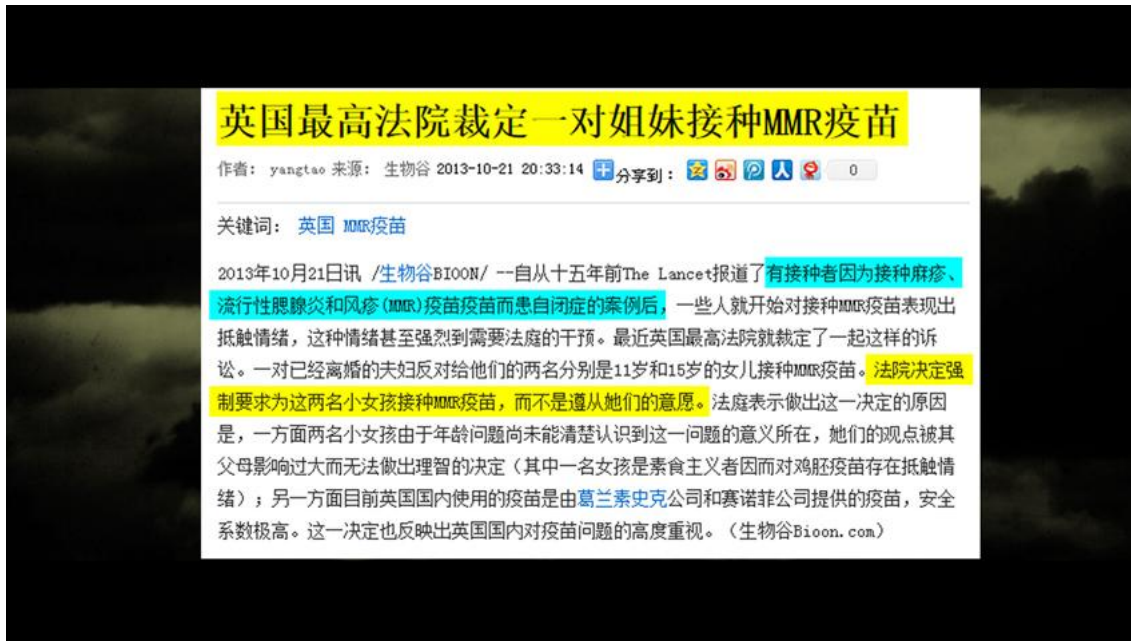 英国最高法院裁定一对姐妹接种MMR疫苗
作者： yangtao 来源： 生物谷 2013-10-21 20:33:14 分享到： 0
关键词： 英国 MMR疫苗
2013年10月21日讯 /生物谷BIOON/ --自从十五年前The Lancet报道了有接种者因为接种麻疹、
流行性腮腺炎和风疹(MMR)疫苗疫苗而患自闭症的案例后，一些人就开始对接种MMR疫苗表现出
抵触情绪，这种情绪甚至强烈到需要法庭的干预。最近英国最高法院就裁定了一起这样的诉
讼。一对已经离婚的夫妇反对给他们的两名分别是11岁和15岁的女儿接种MMR疫苗。法院决定强
制要求为这两名小女孩接种MMR疫苗，而不是遵从她们的意愿。法庭表示做出这一决定的原因
是，一方面两名小女孩由于年龄问题尚未能清楚认识到这一问题的意义所在，她们的观点被其
父母影响过大而无法做出理智的决定（其中一名女孩是素食主义者因而对鸡胚疫苗存在抵触情
绪）；另一方面目前英国国内使用的疫苗是由葛兰素史克公司和赛诺菲公司提供的疫苗，安全
系数极高。这一决定也反映出英国国内对疫苗问题的高度重视。（生物谷Bioon.com）